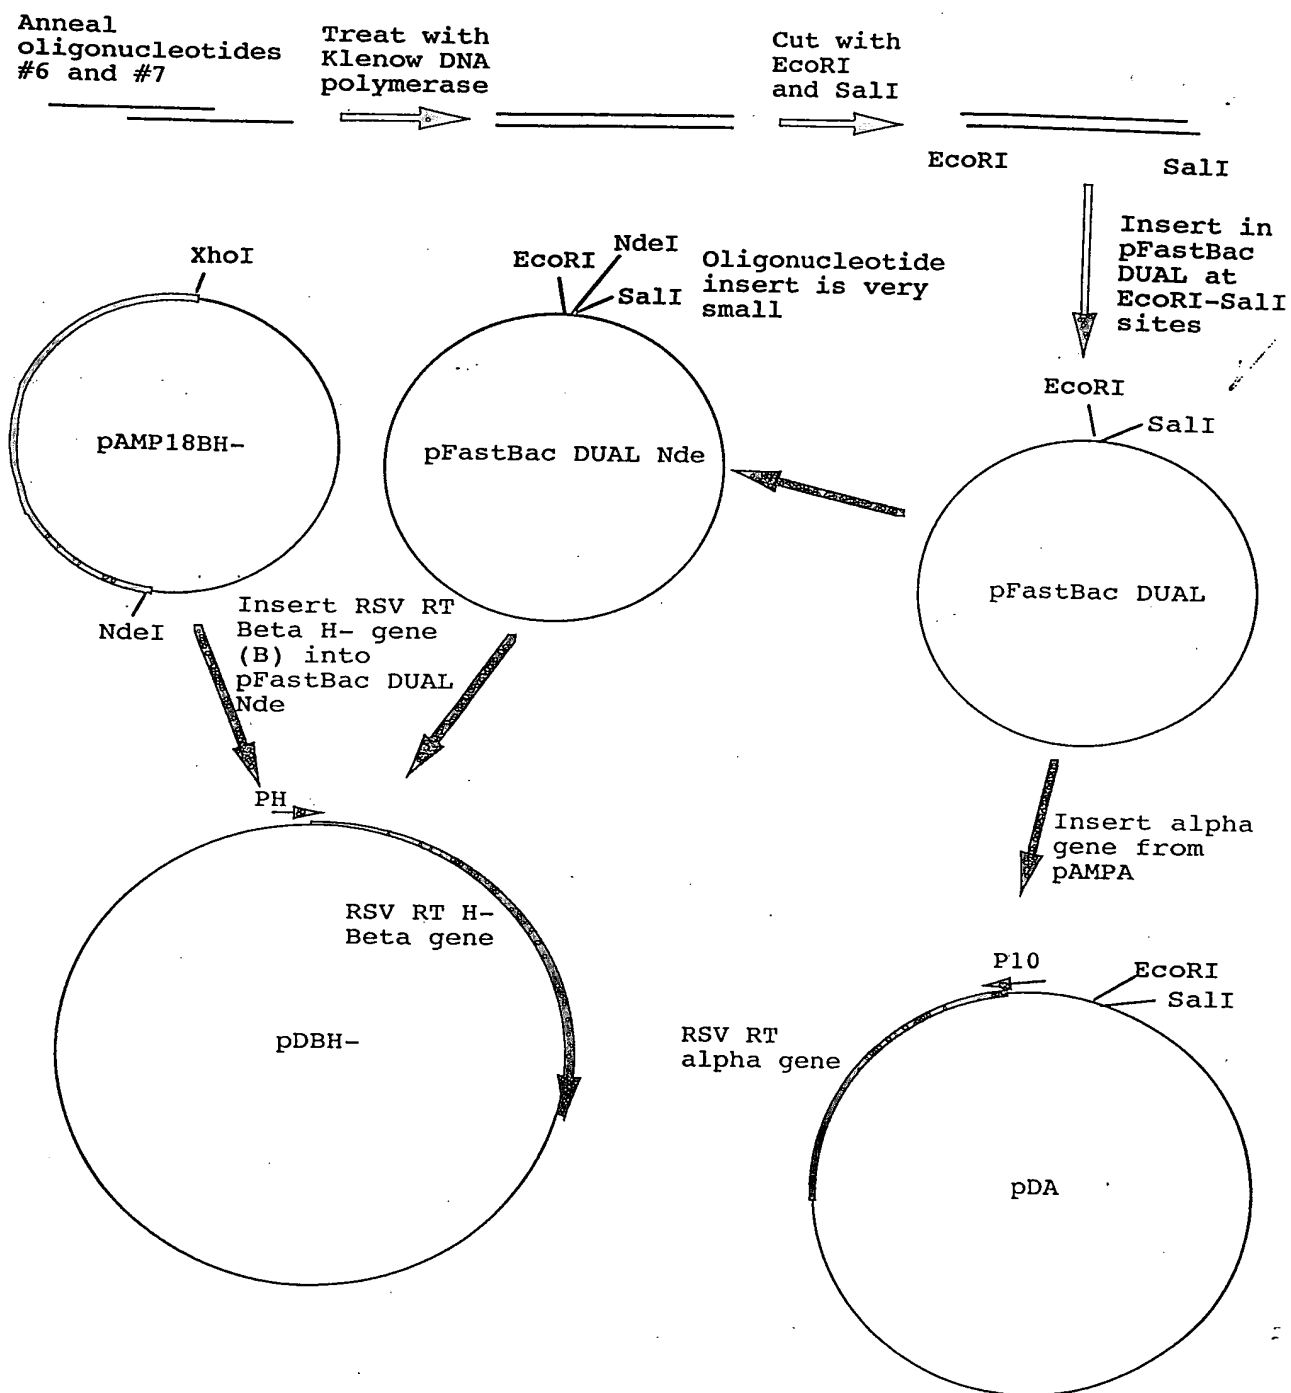 Anneal
oligonucleotides
#6 and #7
Treat with
Klenow DNA
polymerase
Cut with
EcoRI
and SalI
EcoRI
SalI
Insert in
pFastBac
DUAL at
EcoRI-SalI
sites
XhoI
pAMP18BH-
NdeI
EcoRI
NdeI
SalI
Oligonucleotide
insert is very
small
pFastBac DUAL Nde
EcoRI
SalI
pFastBac DUAL
Insert RSV RT
Beta H- gene
(B) into
pFastBac DUAL
Nde
PH
RSV RT H-
Beta gene
pDBH-
Insert alpha
gene from
pAMPA
P10
EcoRI
SalI
RSV RT
alpha gene
pDA